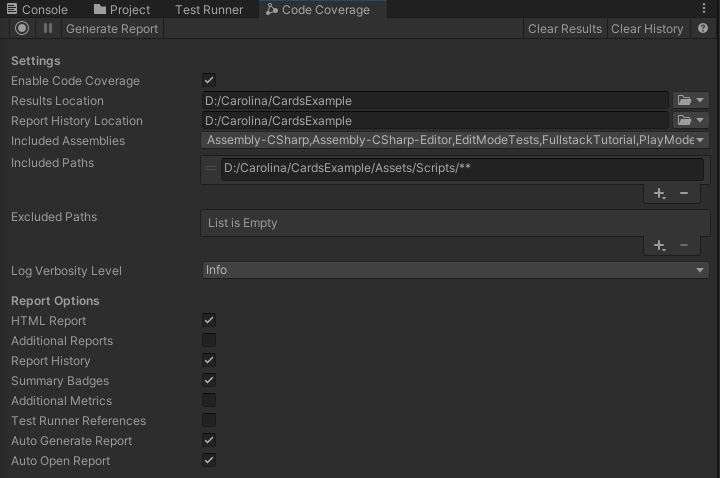 Console Project Test Runner Code Coverage
Generate Report Clear Results Clear History
Settings
Enable Code Coverage
Results Location D:/Carolina/CardsExample
Report History Location D:/Carolina/CardsExample
Included Assemblies Assembly-CSharp,Assembly-CSharp-Editor,EditModeTests,FullstackTutorial,PlayMode
Included Paths D:/Carolina/CardsExample/Assets/Scripts/**
Excluded Paths List is Empty
Log Verbosity Level Info
Report Options
HTML Report
Additional Reports
Report History
Summary Badges
Additional Metrics
Test Runner References
Auto Generate Report
Auto Open Report